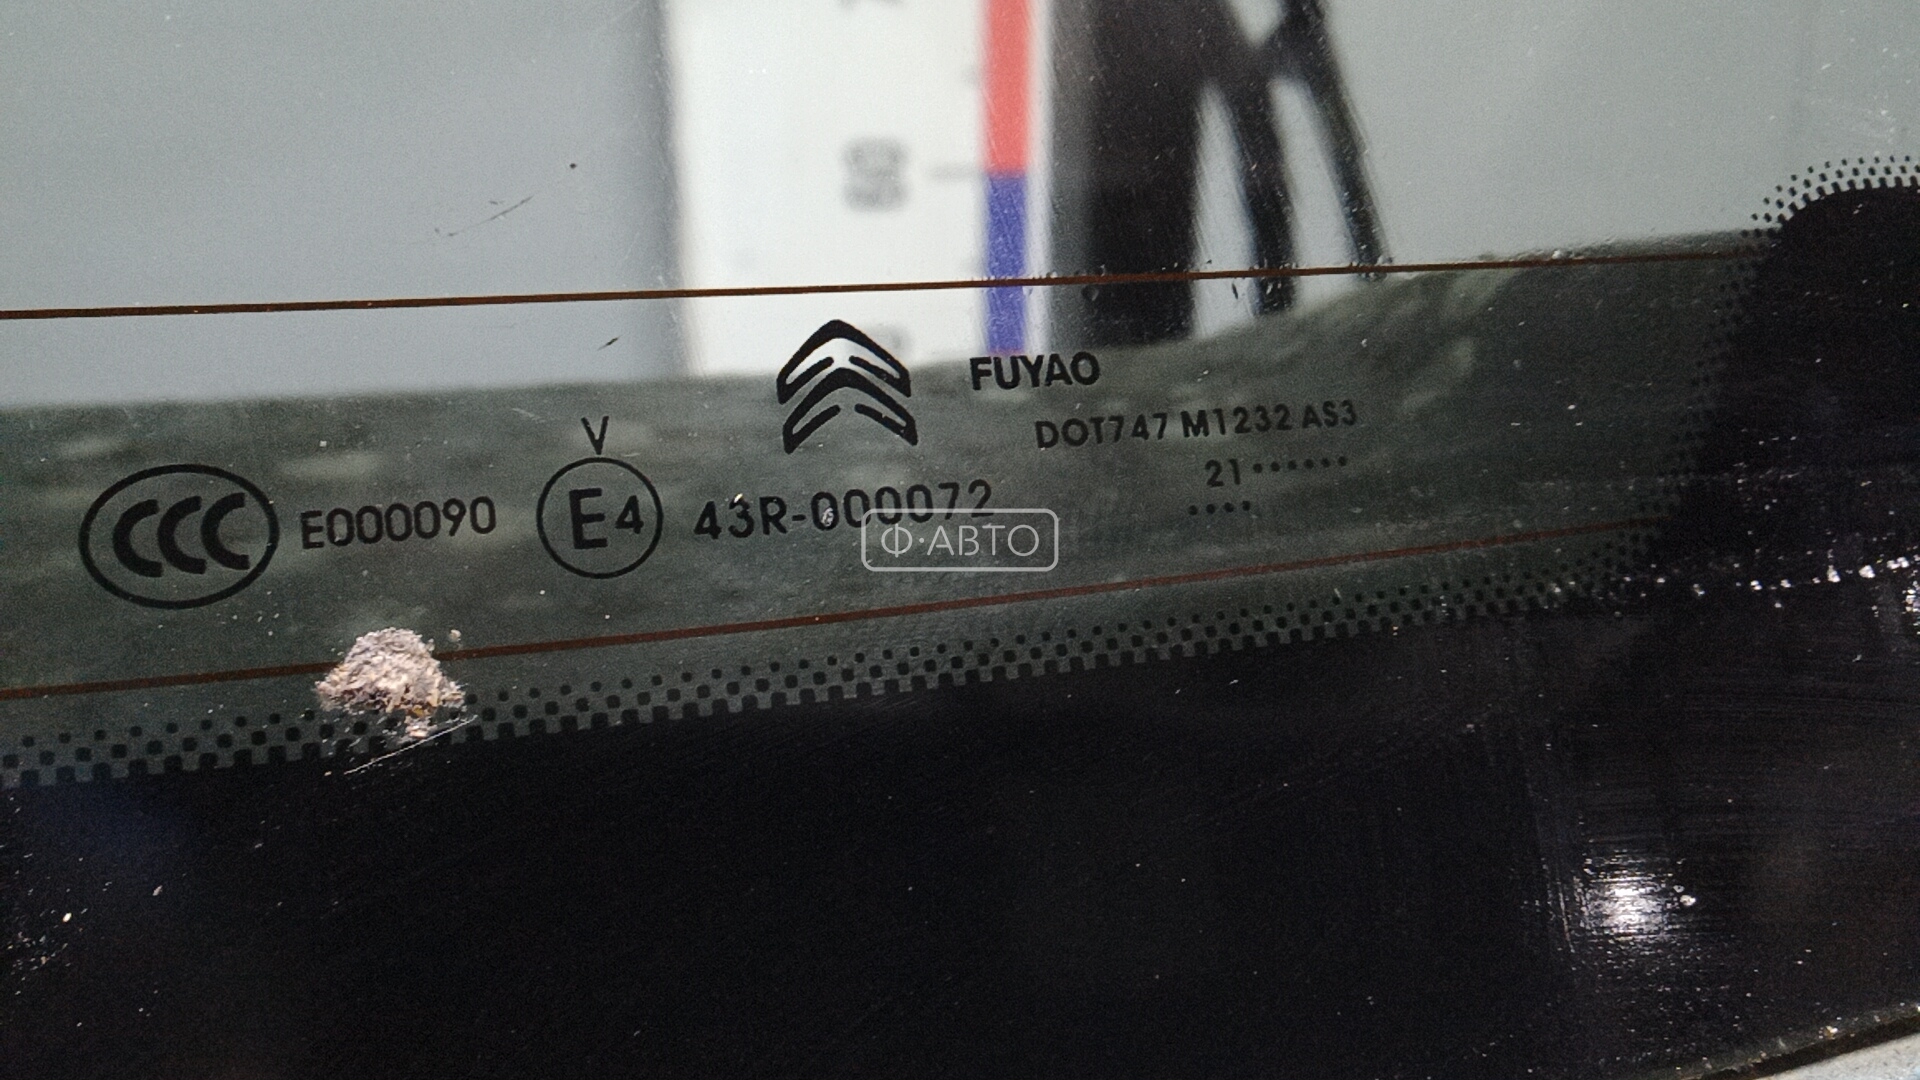 FUYAO
DOT747 M1232 AS3
21••••••
••••
V
CCC E000090 E4 43R-000072
Ф·АВТО